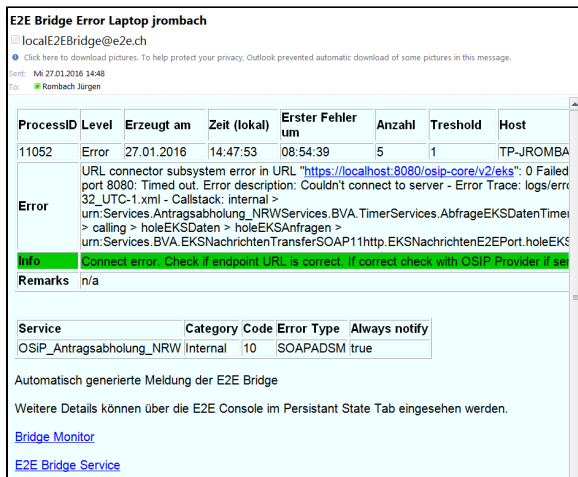 E2E Bridge Error Laptop jrombach
localE2EBridge@e2e.ch
Click here to download pictures. To help protect your privacy, Outlook prevented automatic download of some pictures in this message.
Sent: Mi 27.01.2016 14:48
To: Rombach Jürgen
ProcessID Level Erzeugt am Zeit (lokal) Erster Fehler um Anzahl Treshold Host
11052 Error 27.01.2016 14:47:53 08:54:39 5 1 TP-JROMBA
Error
URL connector subsystem error in URL "https://localhost:8080/osip-core/v2/eks": 0 Failed
port 8080: Timed out. Error description: Couldn't connect to server - Error Trace: logs/erro
32_UTC-1.xml - Callstack: internal >
urn:Services.Antragsabholung_NRWServices.BVA.TimerServices.AbfrageEKSDatenTimer
> calling > holeEKSDaten > holeEKSAnfragen >
urn:Services.BVA.EKSNachrichtenTransferSOAP11http.EKSNachrichtenE2EPort.holeEKS
Info Connect error. Check if endpoint URL is correct. If correct check with OSIP Provider if ser
Remarks n/a
Service Category Code Error Type Always notify
OSiP_Antragsabholung_NRW Internal 10 SOAPADSM true
Automatisch generierte Meldung der E2E Bridge
Weitere Details können über die E2E Console im Persistant State Tab eingesehen werden.
Bridge Monitor
E2E Bridge Service